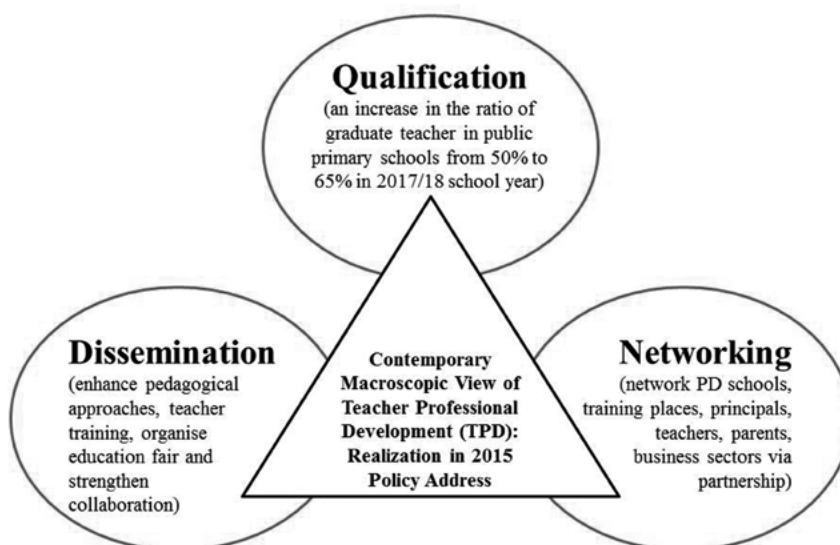 Qualification
(an increase in the ratio of
graduate teacher in public
primary schools from 50% to
65% in 2017/18 school year)
Dissemination
(enhance pedagogical
approaches, teacher
training, organise
education fair and
strengthen
collaboration)
Contemporary
Macroscopic View of
Teacher Professional
Development (TPD):
Realization in 2015
Policy Address
Networking
(network PD schools,
training places, principals,
teachers, parents,
business sectors via
partnership)